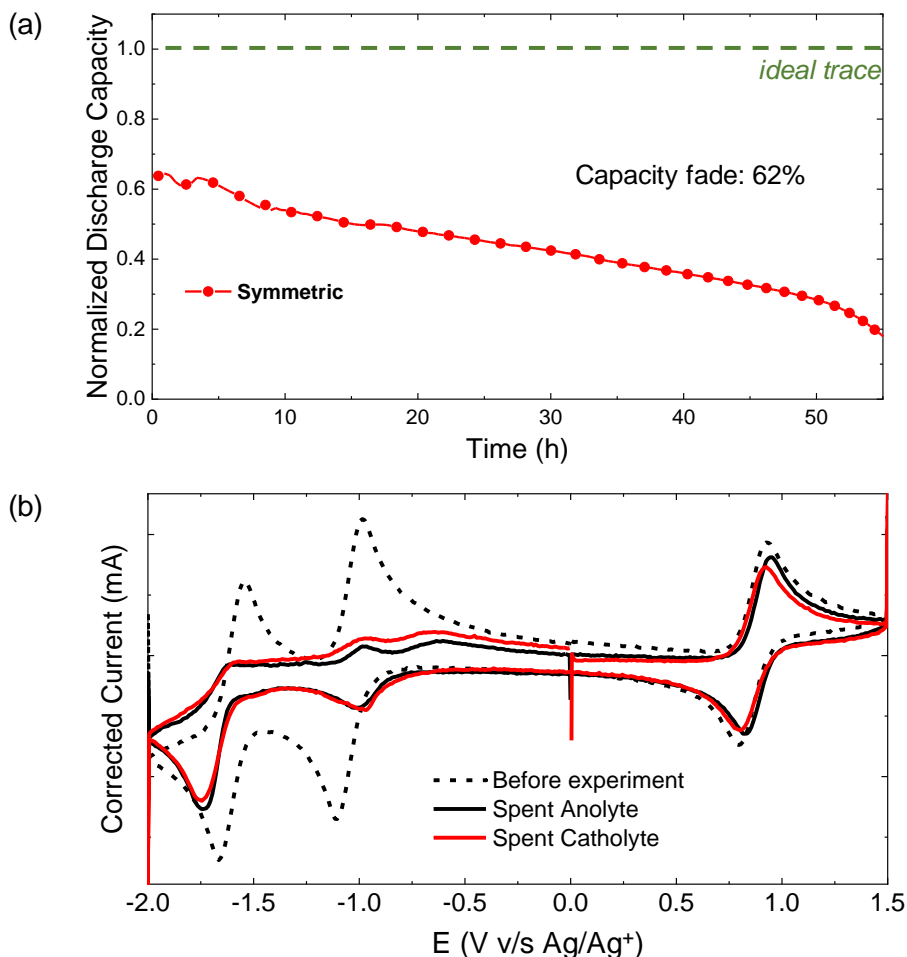 (a)
1.0
0.8
0.6
0.4
0.2
0.0
Normalized Discharge Capacity
ideal trace
Capacity fade: 62%
Symmetric
0 10 20 30 40 50
Time (h)
(b)
Corrected Current (mA)
Before experiment
Spent Anolyte
Spent Catholyte
-2.0 -1.5 -1.0 -0.5 0.0 0.5 1.0 1.5
E (V v/s Ag/Ag⁺)